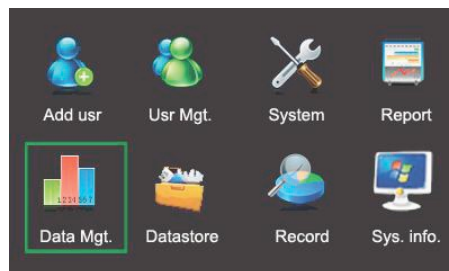 Add usr
Usr Mgt.
System
Report
Data Mgt.
Datastore
Record
Sys. info.